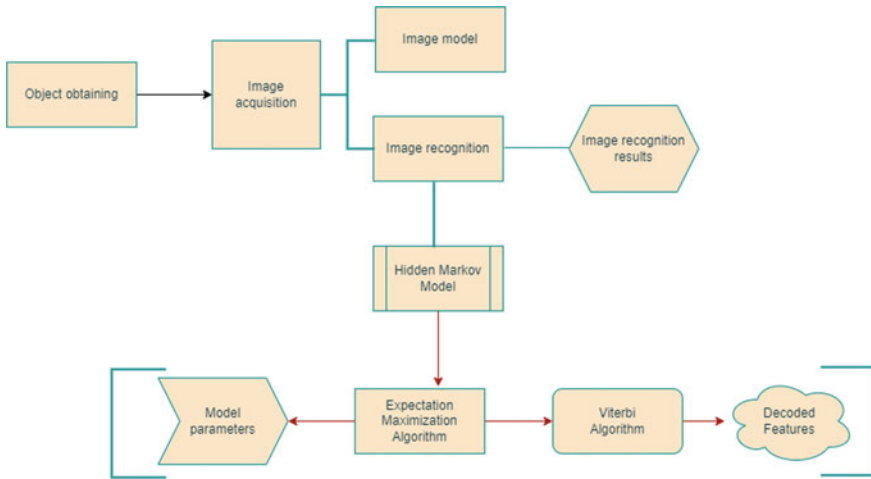 Image model
Object obtaining
Image
acquisition
Image recognition
Image recognition
results
Hidden Markov
Model
Model
parameters
Expectation
Maximization
Algorithm
Viterbi
Algorithm
Decoded
Features